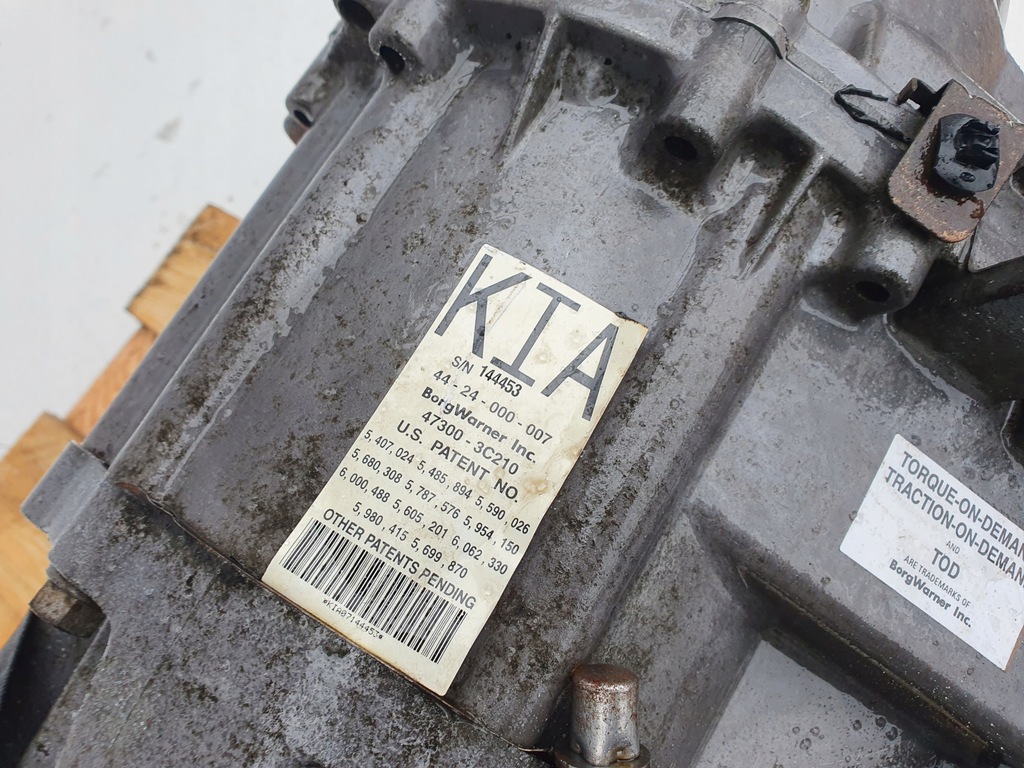 KIA
S/N 144453
44-24-000-007
BorgWarner Inc.
47300-3C210
U.S. PATENT NO.
5,407,024 5,485,894 5,590,026
5,680,308 5,787,576 5,954,150
6,000,488 5,605,201 6,062,330
5,980,415 5,699,870
OTHER PATENTS PENDING
*KIA07144453*
TORQUE-ON-DEMAN
TRACTION-ON-DEMAN
AND
TOD
ARE TRADEMARKS OF
BorgWarner Inc.